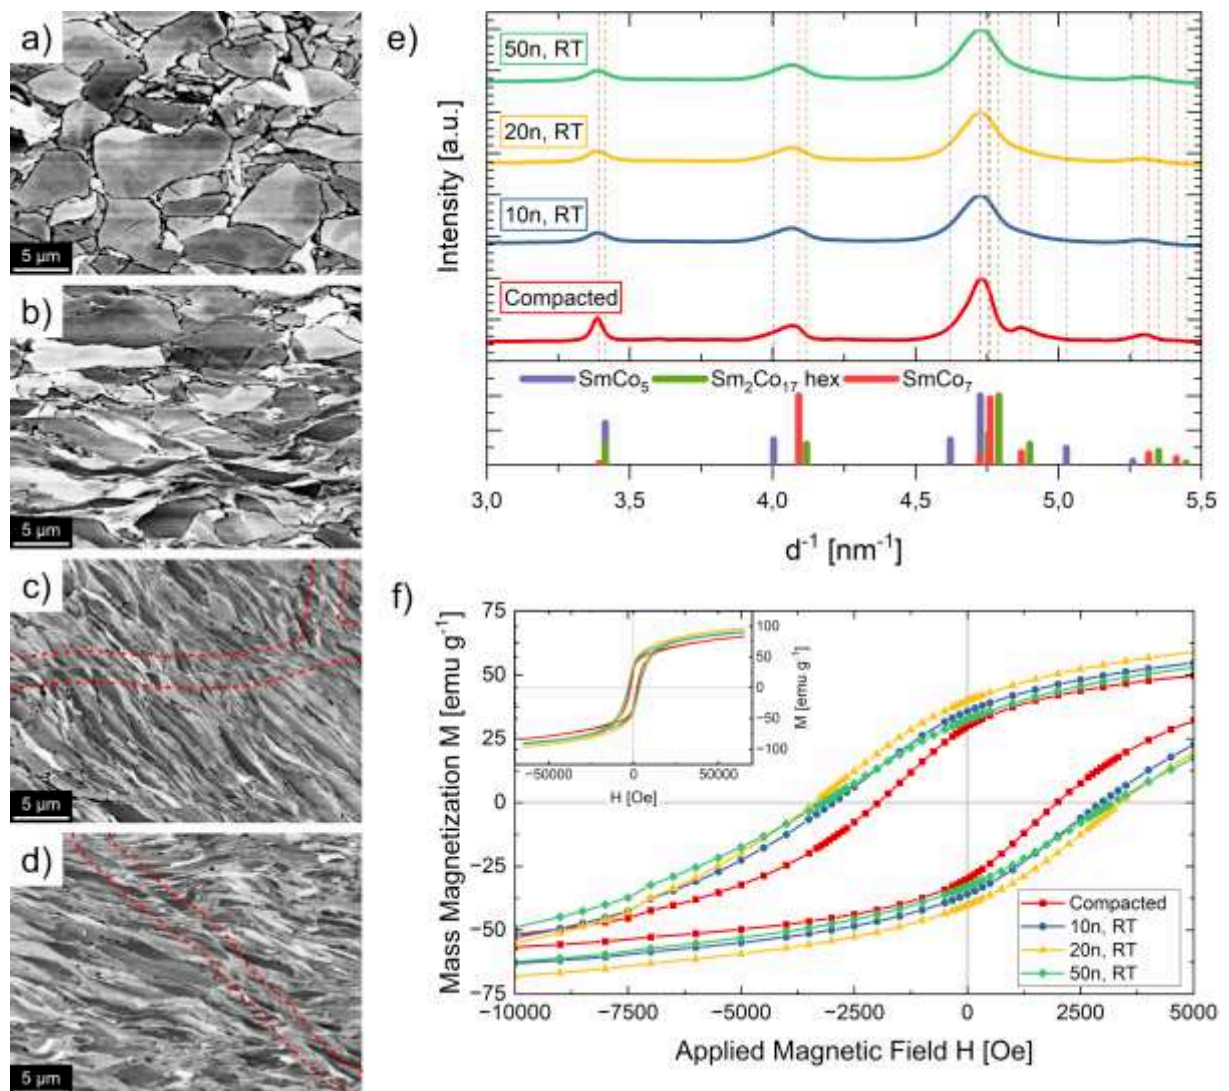 a)
5 µm
b)
5 µm
c)
5 µm
d)
5 µm
e)
Intensity [a.u.]
50n, RT
20n, RT
10n, RT
Compacted
SmCo₅ Sm₂Co₁₇ hex SmCo₇
3,0 3,5 4,0 4,5 5,0 5,5
d⁻¹ [nm⁻¹]
f)
Mass Magnetization M [emu g⁻¹]
75
50
25
0
−25
−50
−75
−50000 0 50000
100
50
0
−50
−100
M [emu g⁻¹]
−50000 0 50000
H [Oe]
Compacted
10n, RT
20n, RT
50n, RT
−10000 −7500 −5000 −2500 0 2500 5000
Applied Magnetic Field H [Oe]